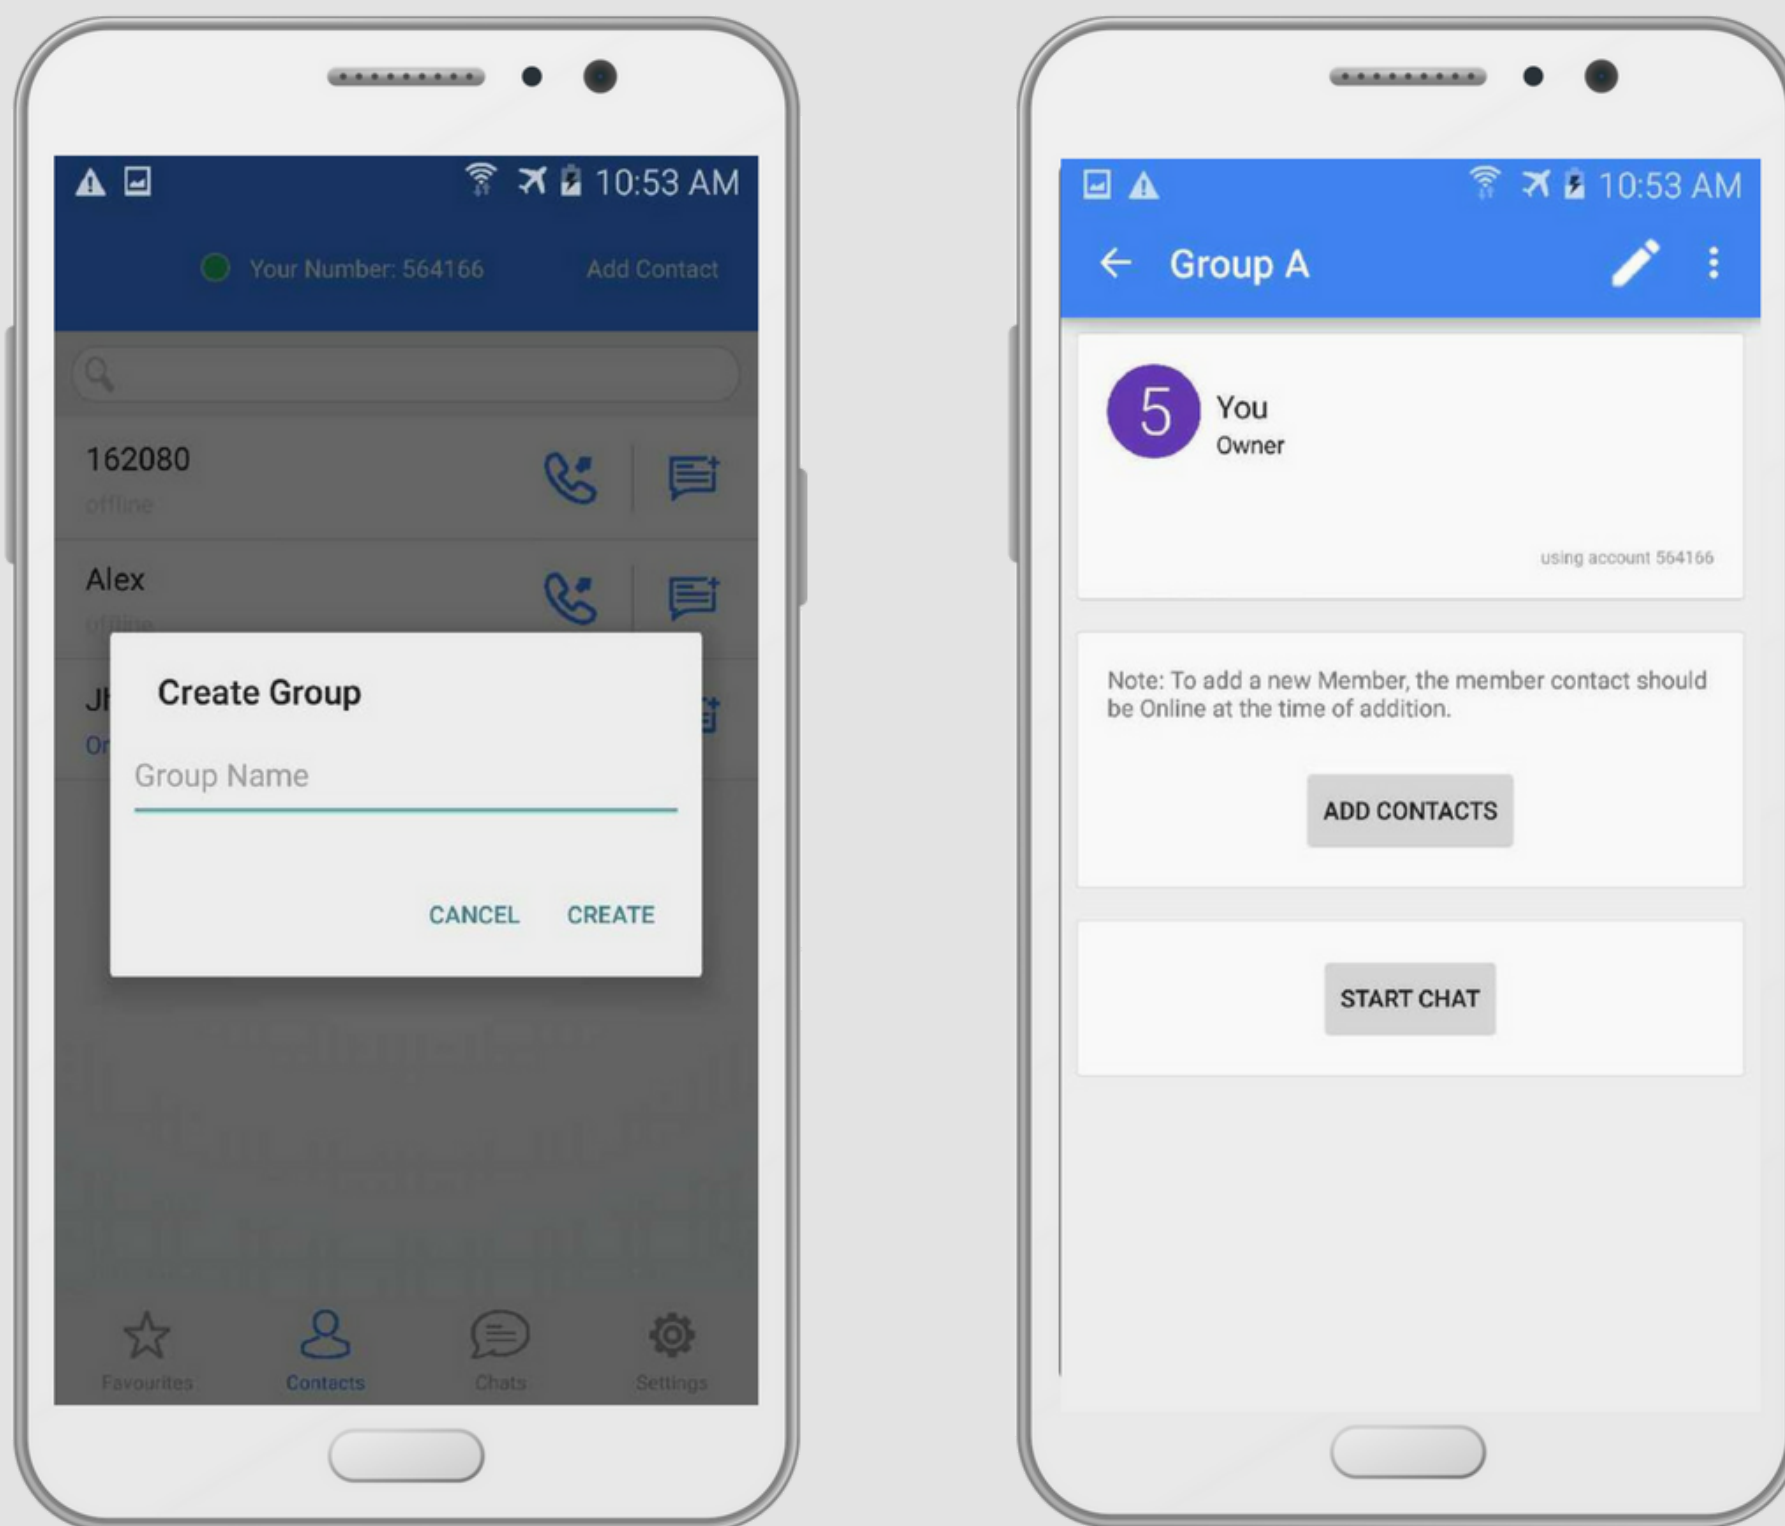 10:53 AM
Your Number: 564166 Add Contact
162080
offline
Alex
offline
Create Group
Group Name
CANCEL CREATE
Favourites Contacts Chats Settings
10:53 AM
Group A
5 You
Owner
using account 564166
Note: To add a new Member, the member contact should
be Online at the time of addition.
ADD CONTACTS
START CHAT